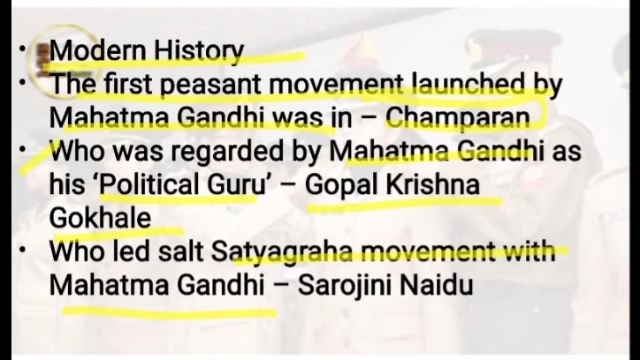 • Modern History
• The first peasant movement launched by
Mahatma Gandhi was in – Champaran
• Who was regarded by Mahatma Gandhi as
his ‘Political Guru’ – Gopal Krishna
Gokhale
• Who led salt Satyagraha movement with
Mahatma Gandhi – Sarojini Naidu